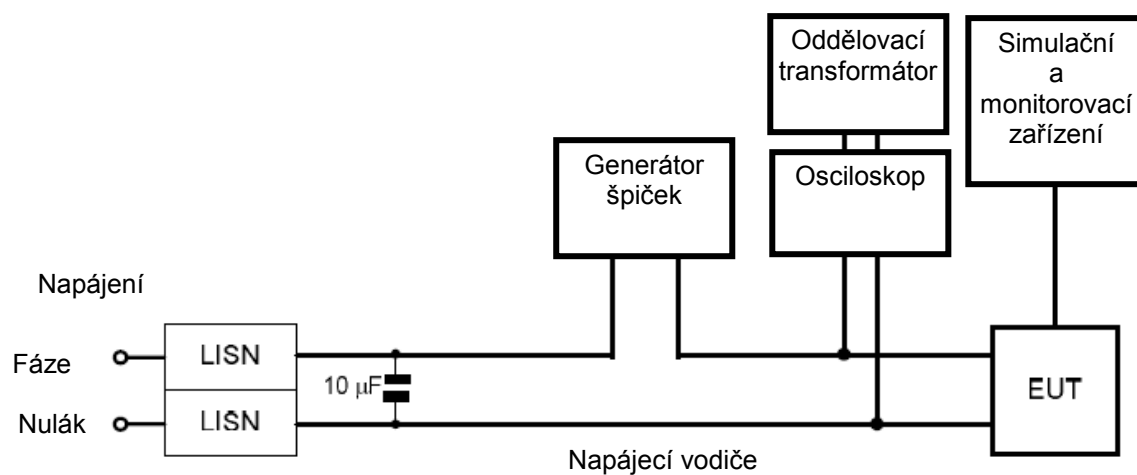 Oddělovací
transformátor
Simulační
a
monitorovací
zařízení
Generátor
špiček
Osciloskop
Napájení
Fáze
LISN
10 µF
EUT
Nulák
LISN
Napájecí vodiče